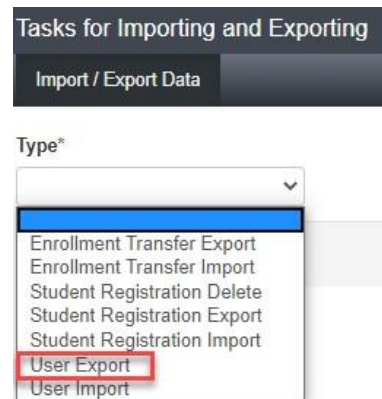 Tasks for Importing and Exporting
Import / Export Data
Type*
Enrollment Transfer Export
Enrollment Transfer Import
Student Registration Delete
Student Registration Export
Student Registration Import
User Export
User Import